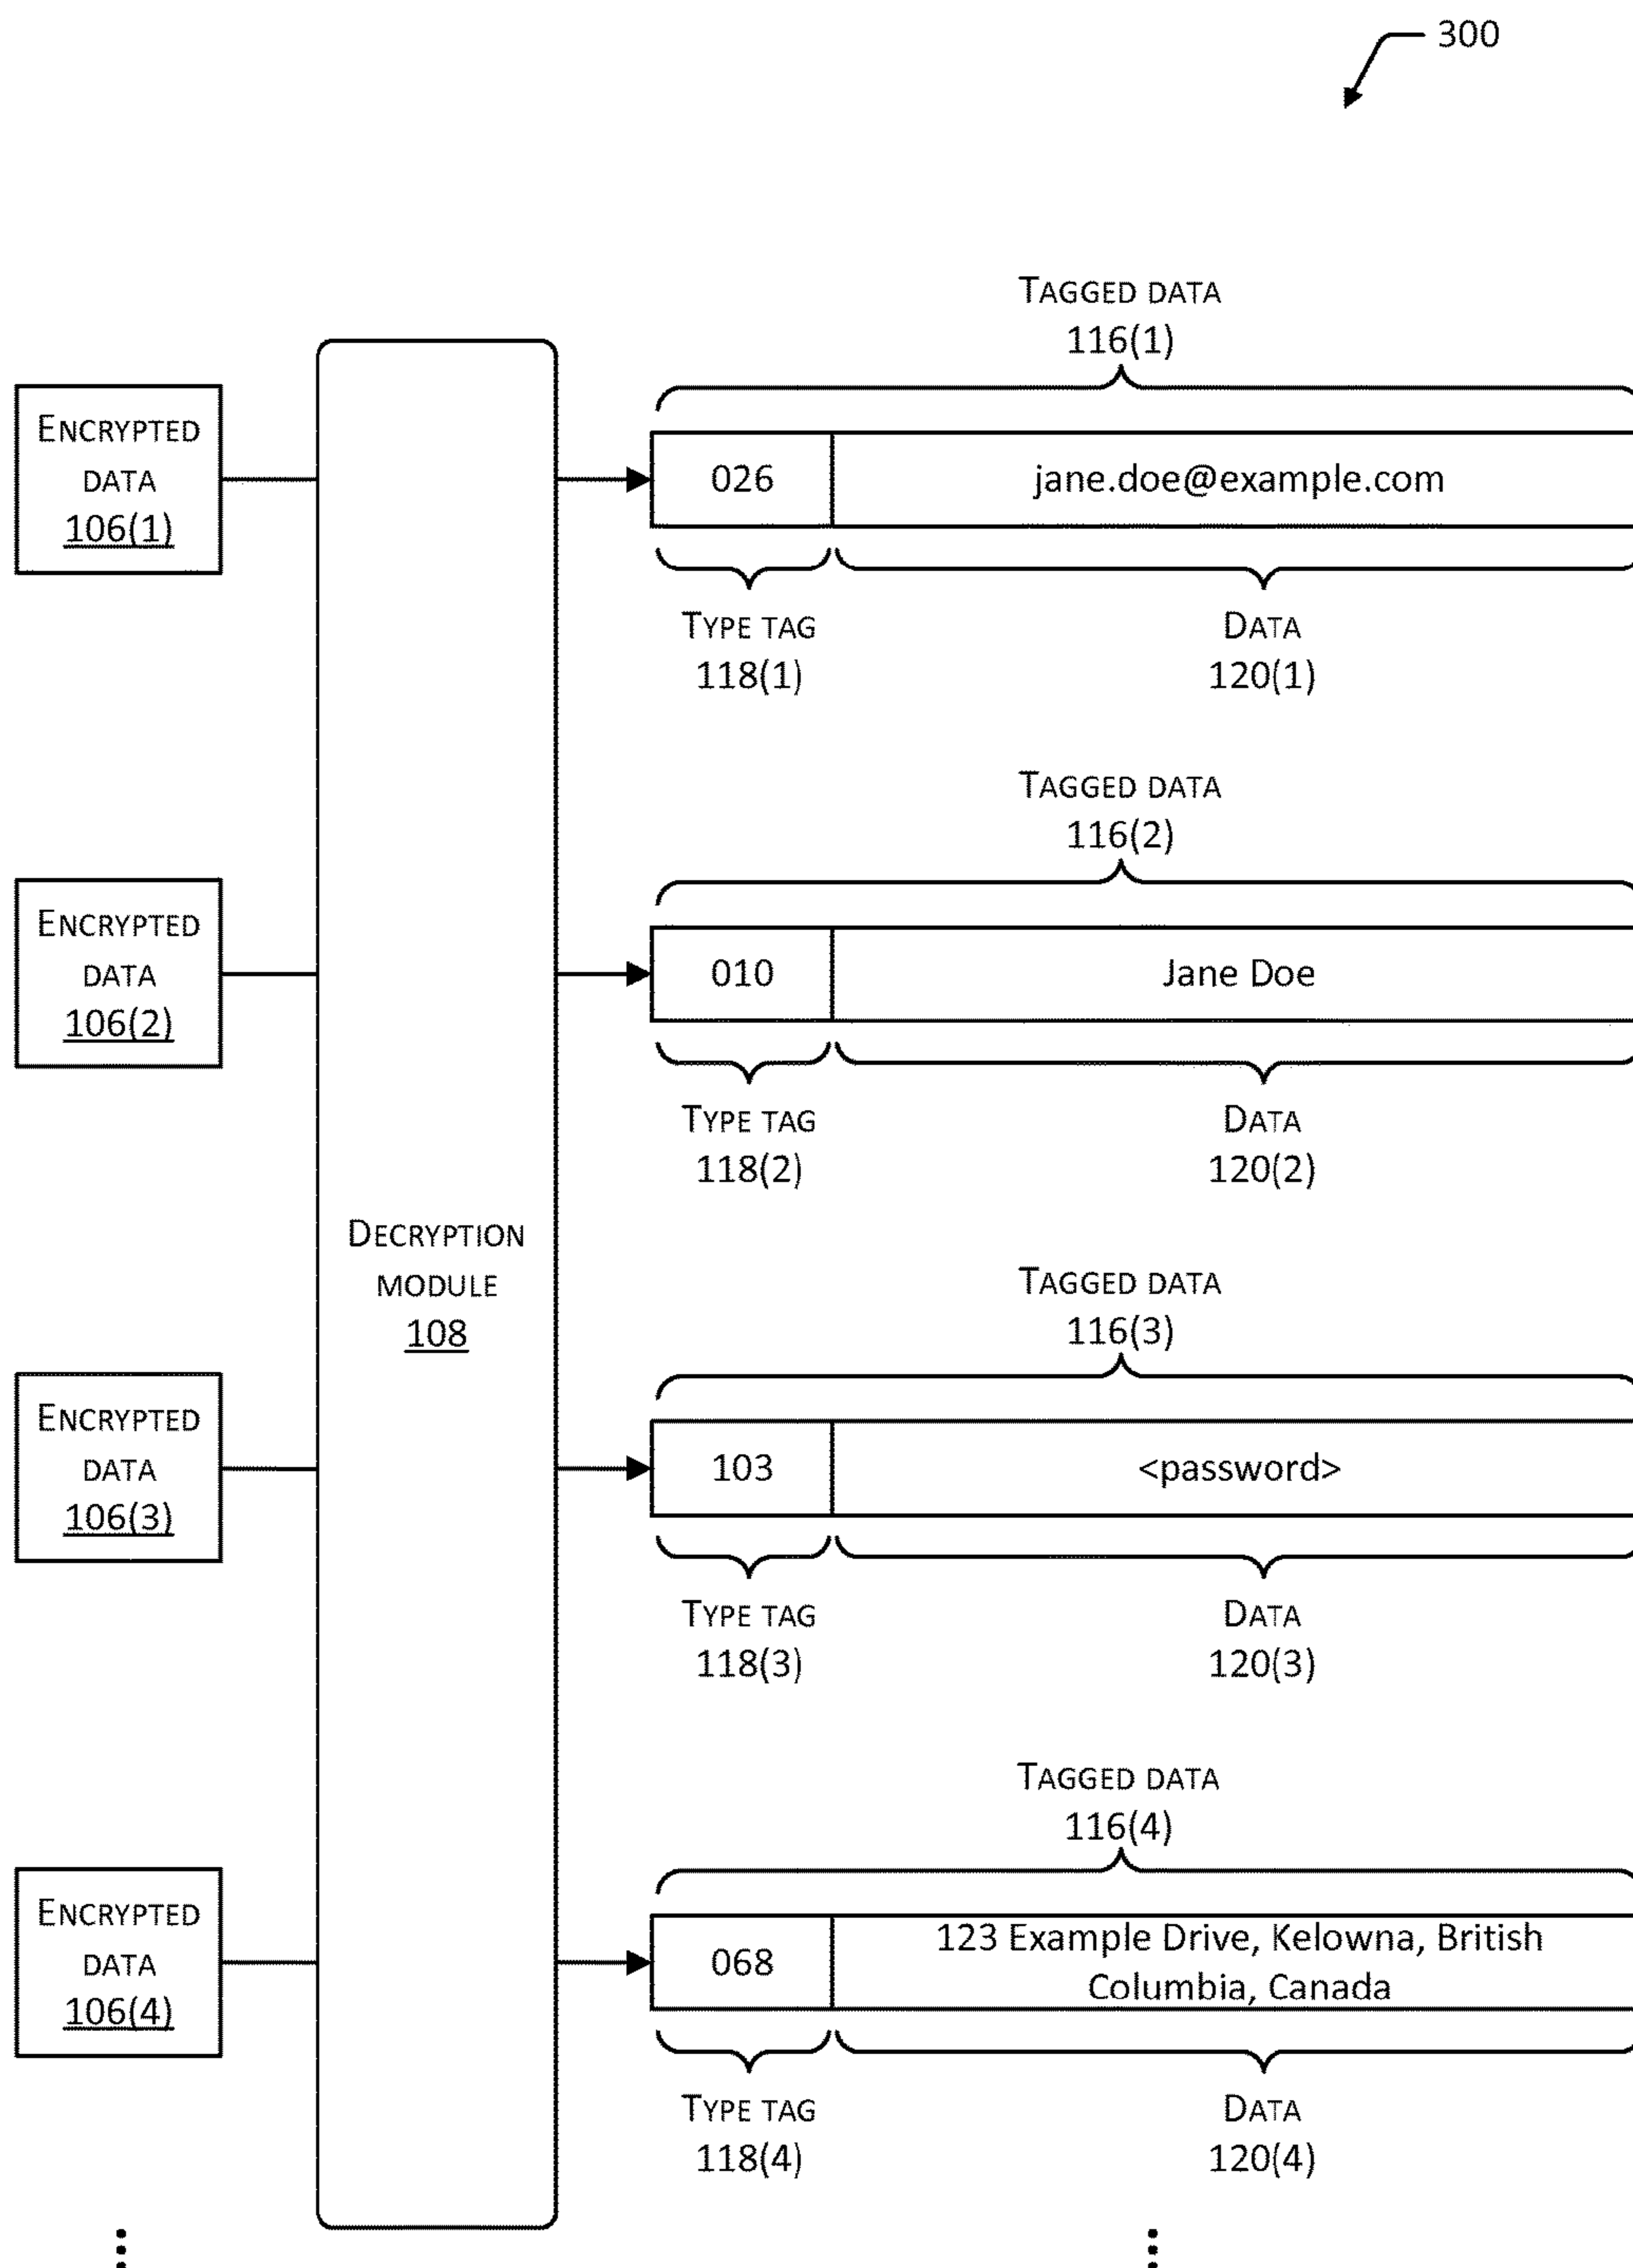 300
TAGGED DATA
116(1)
ENCRYPTED
DATA
106(1)
026
jane.doe@example.com
TYPE TAG
118(1)
DATA
120(1)
TAGGED DATA
116(2)
ENCRYPTED
DATA
106(2)
010
Jane Doe
TYPE TAG
118(2)
DATA
120(2)
DECRYPTION
MODULE
108
TAGGED DATA
116(3)
ENCRYPTED
DATA
106(3)
103
<password>
TYPE TAG
118(3)
DATA
120(3)
TAGGED DATA
116(4)
ENCRYPTED
DATA
106(4)
068
123 Example Drive, Kelowna, British
Columbia, Canada
TYPE TAG
118(4)
DATA
120(4)